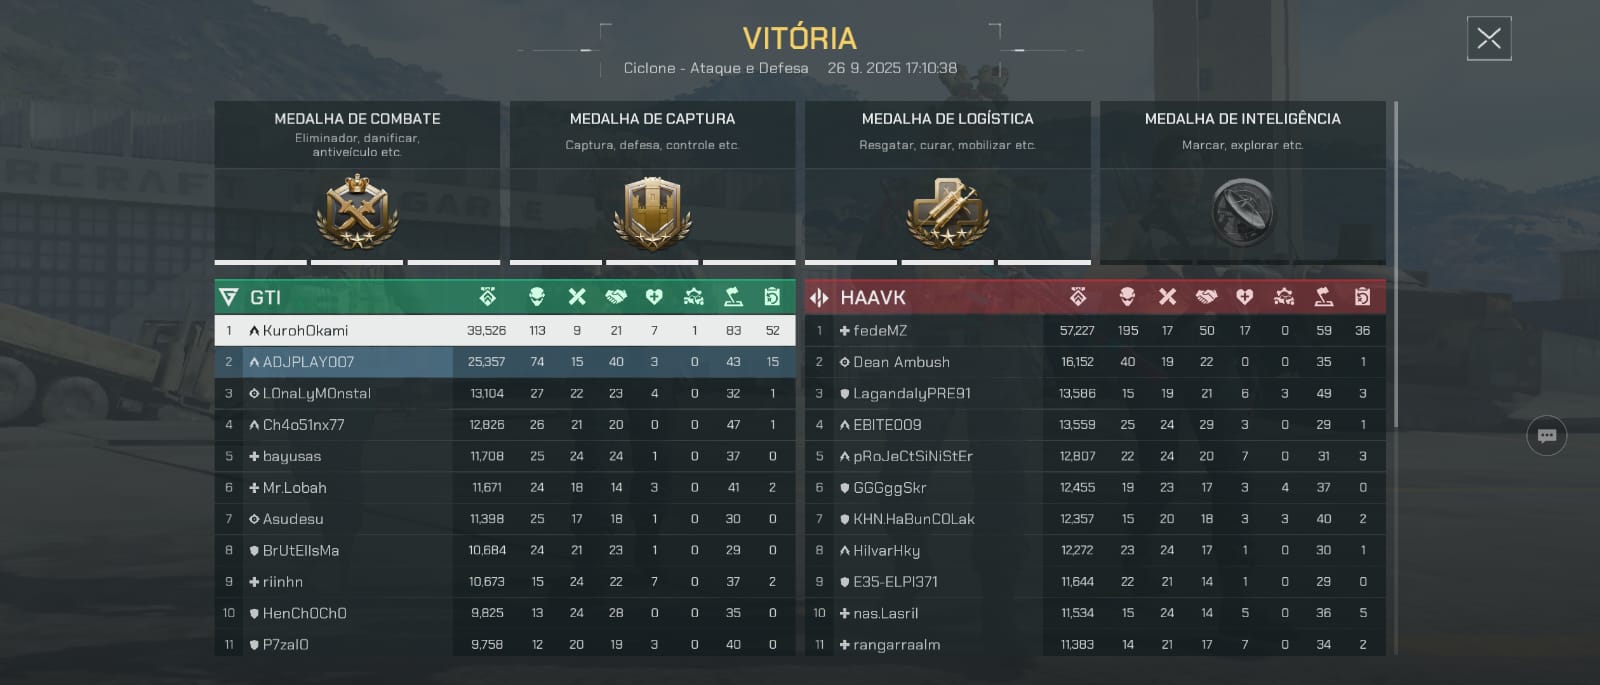 VITÓRIA
Ciclone - Ataque e Defesa 26 9. 2025 17:10:38
MEDALHA DE COMBATE
Eliminador, danificar,
antiveículo etc.
MEDALHA DE CAPTURA
Captura, defesa, controle etc.
MEDALHA DE LOGÍSTICA
Resgatar, curar, mobilizar etc.
MEDALHA DE INTELIGÊNCIA
Marcar, explorar etc.
GTI
1 KurohOkami 39,526 113 9 21 7 1 83 52
2 ADJPLAY007 25,357 74 15 40 3 0 43 15
3 L0naLyM0nstal 13,104 27 22 23 4 0 32 1
4 Ch4o51nx77 12,826 26 21 20 0 0 47 1
5 bayusas 11,708 25 24 24 1 0 37 0
6 Mr.Lobah 11,671 24 18 14 3 0 41 2
7 Asudesu 11,398 25 17 18 1 0 30 0
8 BrUtEllsMa 10,684 24 21 23 1 0 29 0
9 riinhn 10,673 15 24 22 7 0 37 2
10 HenCh0Ch0 9,825 13 24 28 0 0 35 0
11 P7zal0 9,758 12 20 19 3 0 40 0
HAAVK
1 fedeMZ 57,227 195 17 50 17 0 59 36
2 Dean Ambush 16,152 40 19 22 0 0 35 1
3 LagandalyPRE91 13,586 15 19 21 6 3 49 3
4 EBITE009 13,559 25 24 29 3 0 29 1
5 pRoJeCtSiNiStEr 12,807 22 24 20 7 0 31 3
6 GGGggSkr 12,455 19 23 17 3 4 37 0
7 KHN.HaBunC0Lak 12,357 15 20 18 3 3 40 2
8 HilvarHky 12,272 23 24 17 1 0 30 1
9 E35-ELPI371 11,644 22 21 14 1 0 29 0
10 nas.Lasril 11,534 15 24 14 5 0 36 5
11 rangarraalm 11,383 14 21 17 7 0 34 2